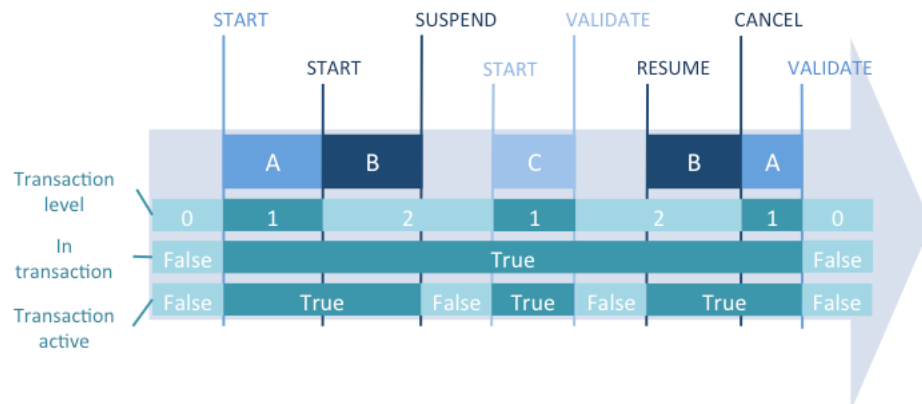 START
SUSPEND
VALIDATE
CANCEL
START
START
RESUME
VALIDATE
A
B
C
B
A
Transaction
level
0
1
2
1
2
1
0
In
transaction
False
True
False
Transaction
active
False
True
False
True
False
True
False